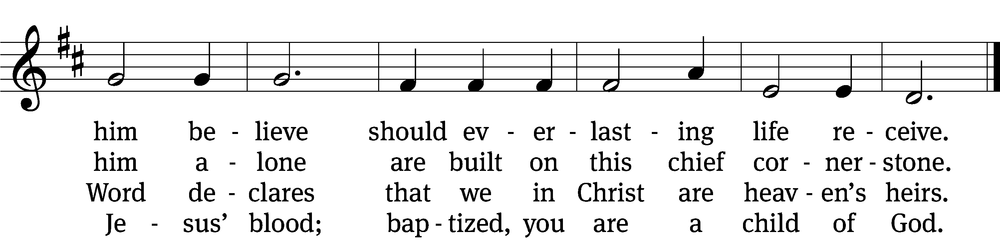 him be - lieve should ev - er - last - ing life re - ceive.
him a - lone are built on this chief cor - ner - stone.
Word de - clares that we in Christ are heav - en’s heirs.
Je - sus’ blood; bap - tized, you are a child of God.